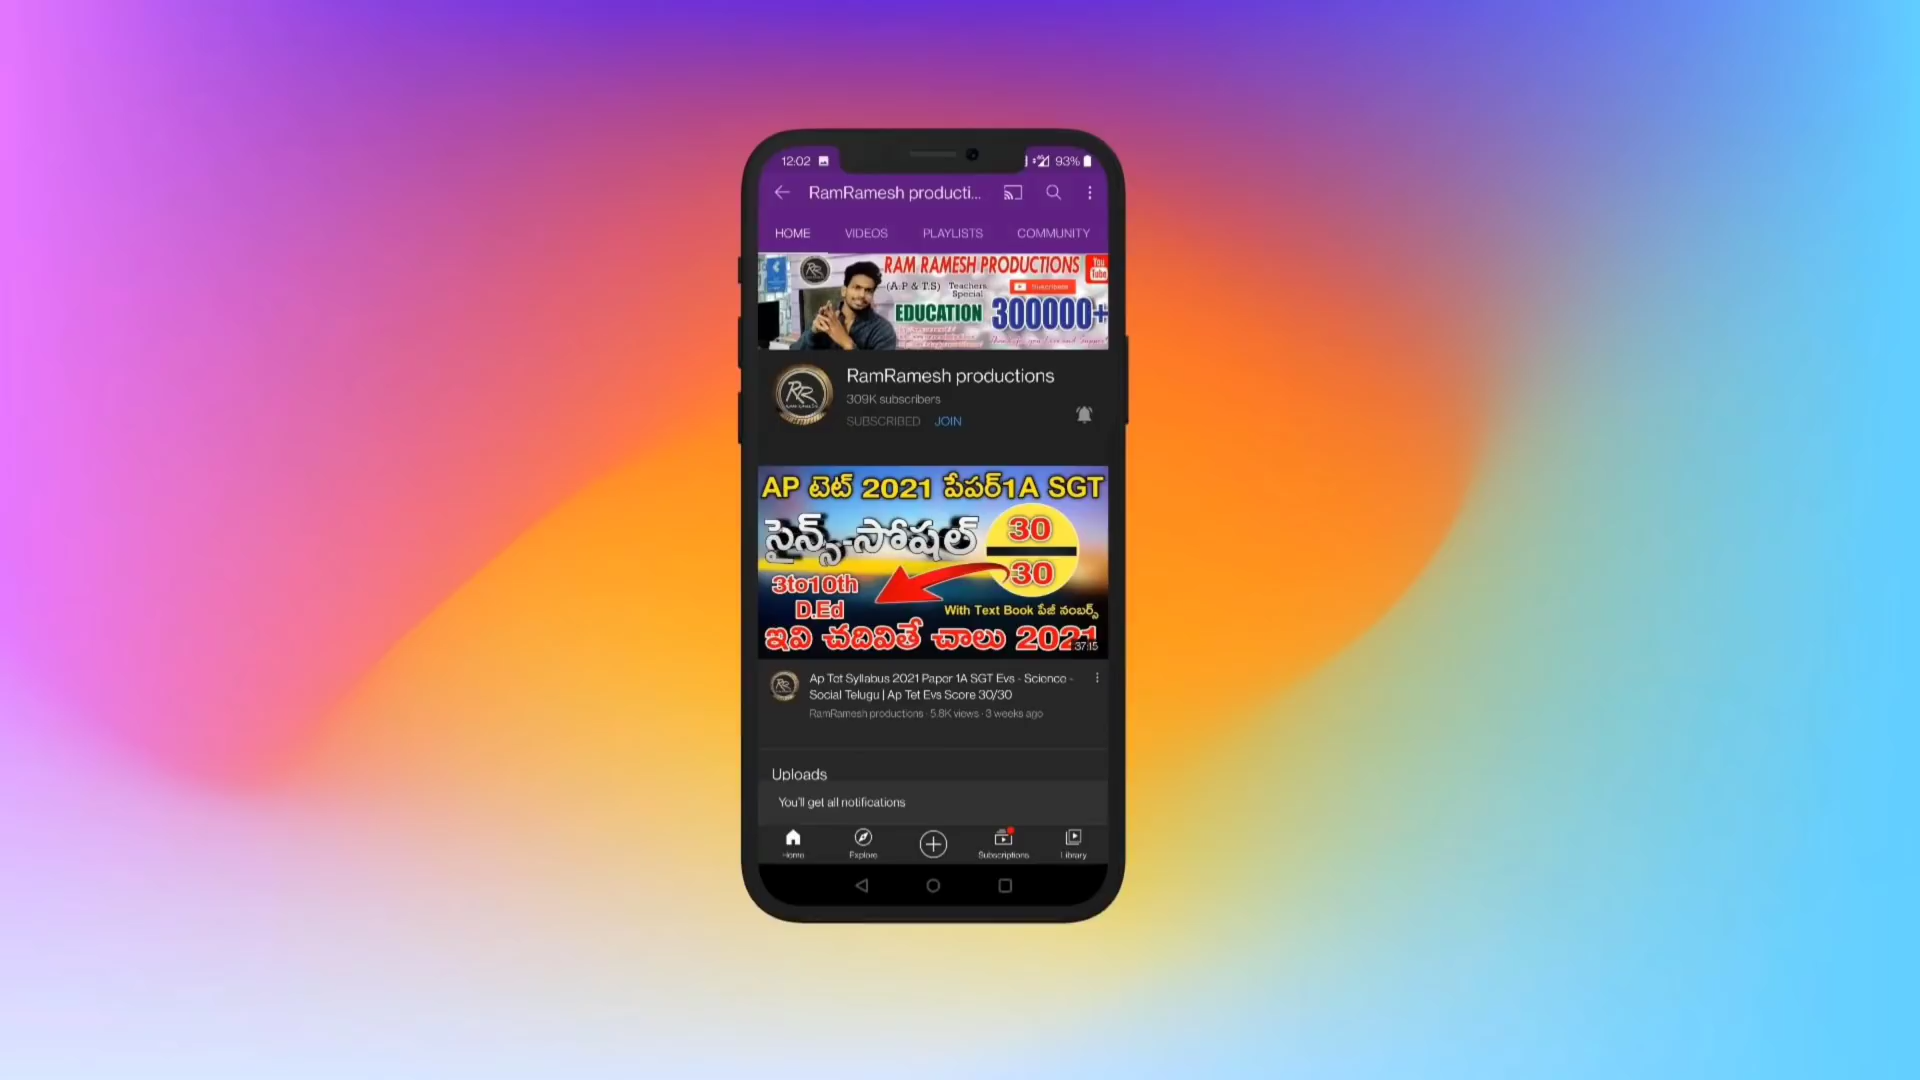 12:02
93%
RamRamesh producti...
HOME VIDEOS PLAYLISTS COMMUNITY
RAM RAMESH PRODUCTIONS
You Tube
(A.P & T.S) Teachers Special
EDUCATION 300000+
RamRamesh productions
309K subscribers
SUBSCRIBED JOIN
AP టెట్ 2021 పేపర్1A SGT
సైన్స్-సోషల్ 30
30
3to10th
D.Ed
With Text Book పేజీ నంబర్స్
ఇవి చదివితే చాలు 2021
37:15
Ap Tet Syllabus 2021 Paper 1A SGT Evs - Science -
Social Telugu | Ap Tet Evs Score 30/30
RamRamesh productions · 5.8K views · 3 weeks ago
Uploads
You'll get all notifications
Home Explore Subscriptions Library